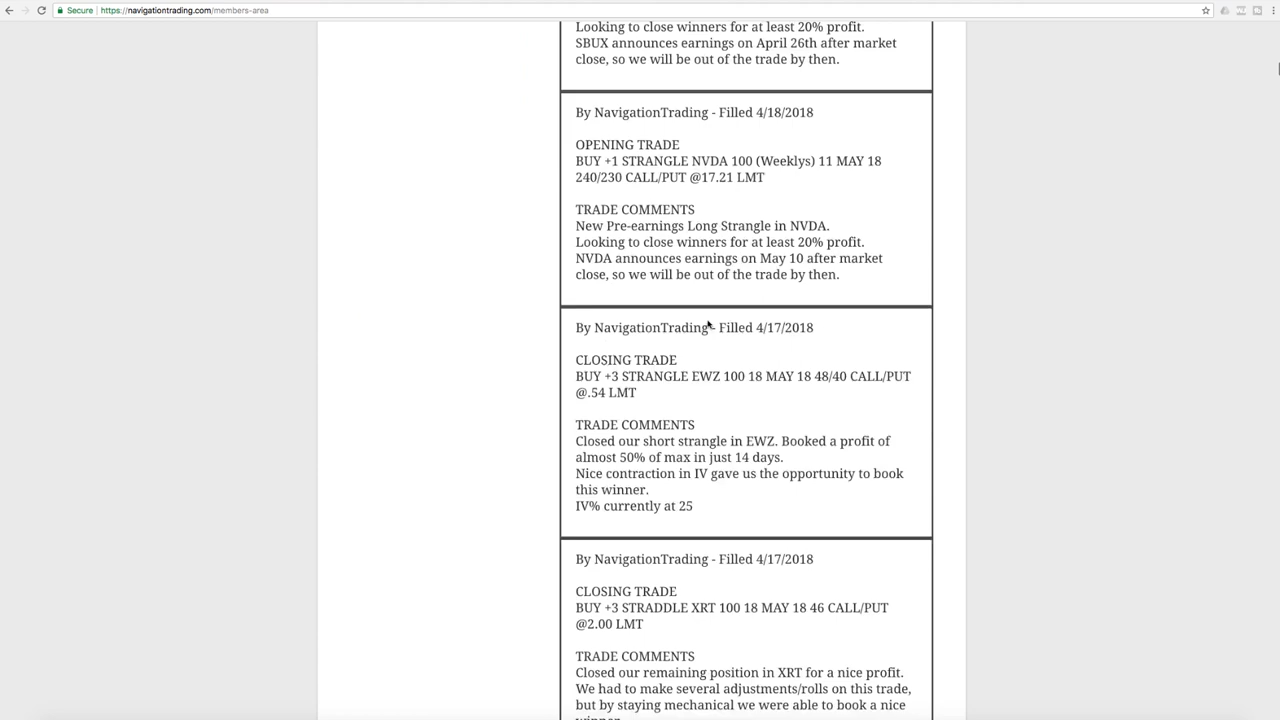 Secure
https://navigationtrading.com/members-area
Looking to close winners for at least 20% profit.
SBUX announces earnings on April 26th after market
close, so we will be out of the trade by then.
By NavigationTrading - Filled 4/18/2018
OPENING TRADE
BUY +1 STRANGLE NVDA 100 (Weeklys) 11 MAY 18
240/230 CALL/PUT @17.21 LMT
TRADE COMMENTS
New Pre-earnings Long Strangle in NVDA.
Looking to close winners for at least 20% profit.
NVDA announces earnings on May 10 after market
close, so we will be out of the trade by then.
By NavigationTrading - Filled 4/17/2018
CLOSING TRADE
BUY +3 STRANGLE EWZ 100 18 MAY 18 48/40 CALL/PUT
@.54 LMT
TRADE COMMENTS
Closed our short strangle in EWZ. Booked a profit of
almost 50% of max in just 14 days.
Nice contraction in IV gave us the opportunity to book
this winner.
IV% currently at 25
By NavigationTrading - Filled 4/17/2018
CLOSING TRADE
BUY +3 STRADDLE XRT 100 18 MAY 18 46 CALL/PUT
@2.00 LMT
TRADE COMMENTS
Closed our remaining position in XRT for a nice profit.
We had to make several adjustments/rolls on this trade,
but by staying mechanical we were able to book a nice